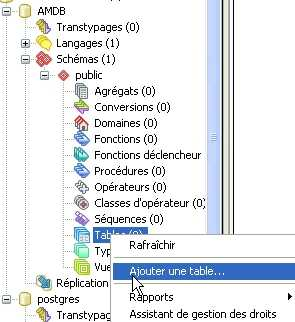 AMDB
Transtypages (0)
Langages (1)
Schémas (1)
public
Agrégats (0)
Conversions (0)
Domaines (0)
Fonctions (0)
Fonctions déclencheur
Procédures (0)
Opérateurs (0)
Classes d'opérateur (0)
Séquences (0)
Tables (0)
Rafraîchir
Typ
Vue
Ajouter une table...
Réplication
Rapports
postgres
Assistant de gestion des droits
Transtypag